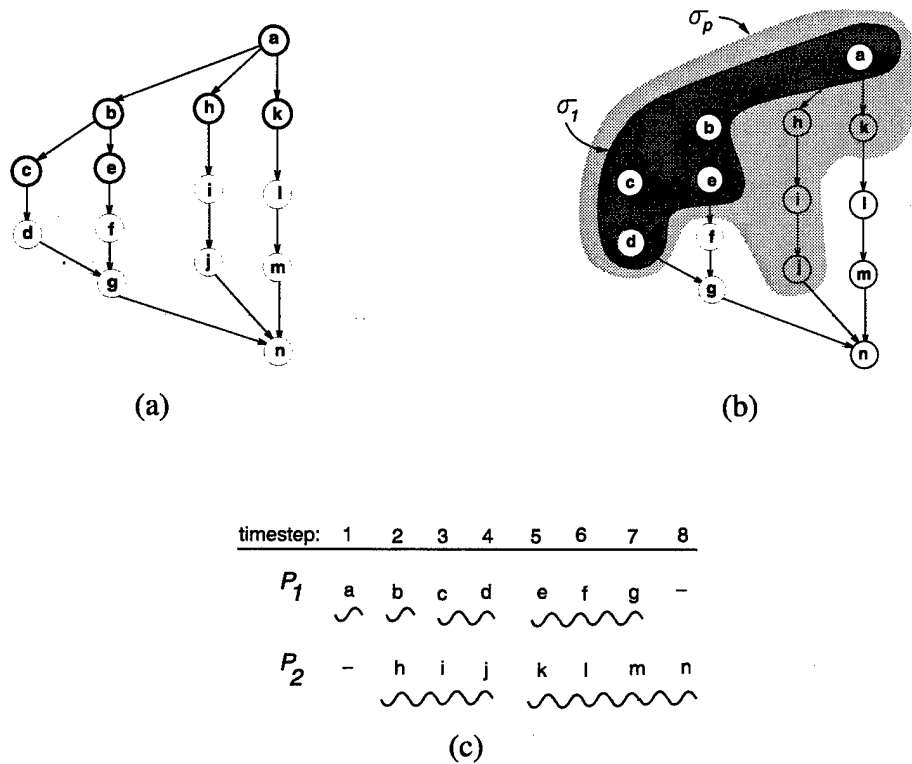 a
b
h
k
c
e
i
l
d
f
j
m
g
n
(a)
σp
σ1
a
h
k
b
c
e
i
l
d
f
j
m
g
n
(b)
timestep: 1 2 3 4 5 6 7 8
P1 a b c d e f g –
P2 – h i j k l m n
(c)